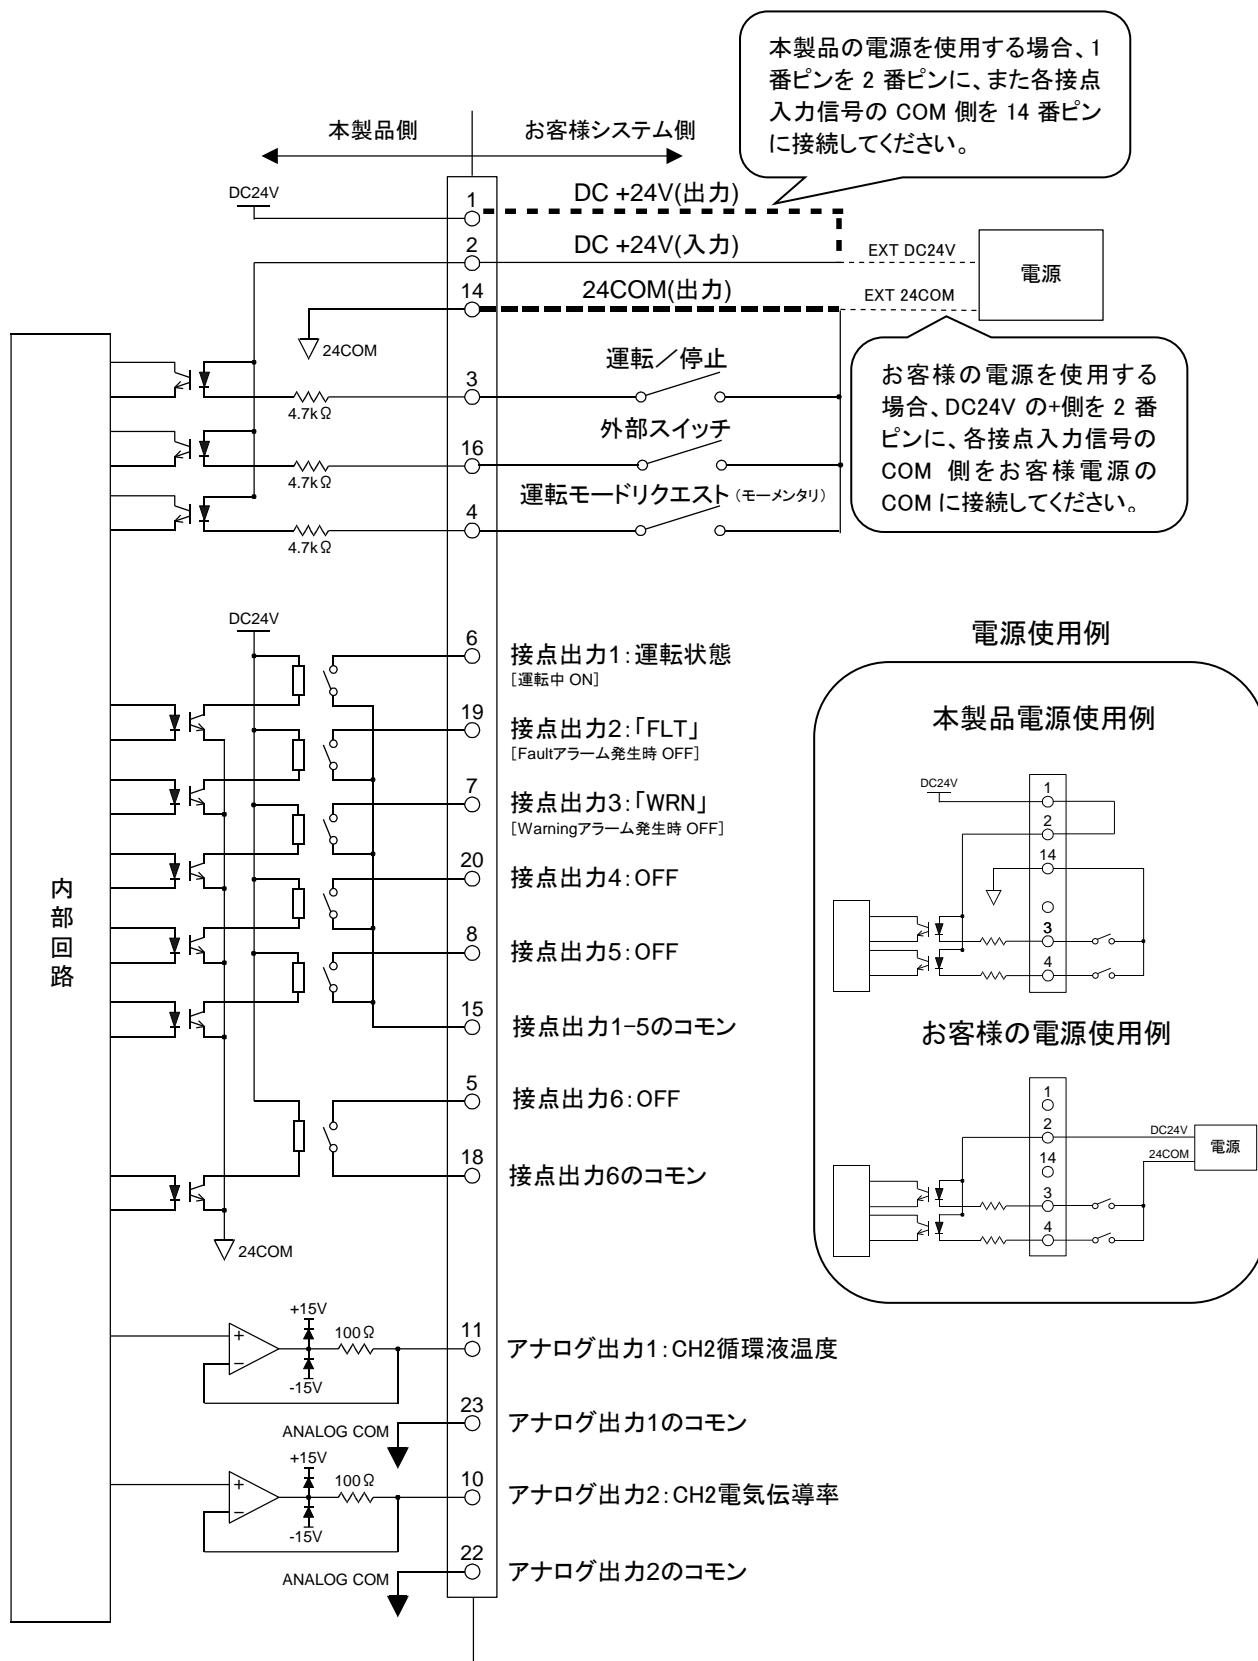 本製品の電源を使用する場合、1
番ピンを 2 番ピンに、また各接点
入力信号の COM 側を 14 番ピン
に接続してください。
本製品側
お客様システム側
DC24V
1
DC +24V(出力)
2
DC +24V(入力)
EXT DC24V
電源
14
24COM(出力)
EXT 24COM
24COM
お客様の電源を使用する
場合、DC24V の+側を 2 番
ピンに、各接点入力信号の
COM 側をお客様電源の
COM に接続してください。
3
運転／停止
4.7kΩ
16
外部スイッチ
4.7kΩ
4
運転モードリクエスト（モーメンタリ）
4.7kΩ
内部回路
DC24V
6
接点出力1：運転状態
[運転中 ON]
19
接点出力2：「FLT」
[Faultアラーム発生時 OFF]
7
接点出力3：「WRN」
[Warningアラーム発生時 OFF]
20
接点出力4：OFF
8
接点出力5：OFF
15
接点出力1-5のコモン
5
接点出力6：OFF
18
接点出力6のコモン
24COM
+15V
100Ω
-15V
11
アナログ出力1：CH2循環液温度
23
アナログ出力1のコモン
ANALOG COM
+15V
100Ω
-15V
10
アナログ出力2：CH2電気伝導率
22
アナログ出力2のコモン
ANALOG COM
電源使用例
本製品電源使用例
DC24V
1
2
14
3
4
お客様の電源使用例
1
2
DC24V
電源
24COM
14
3
4